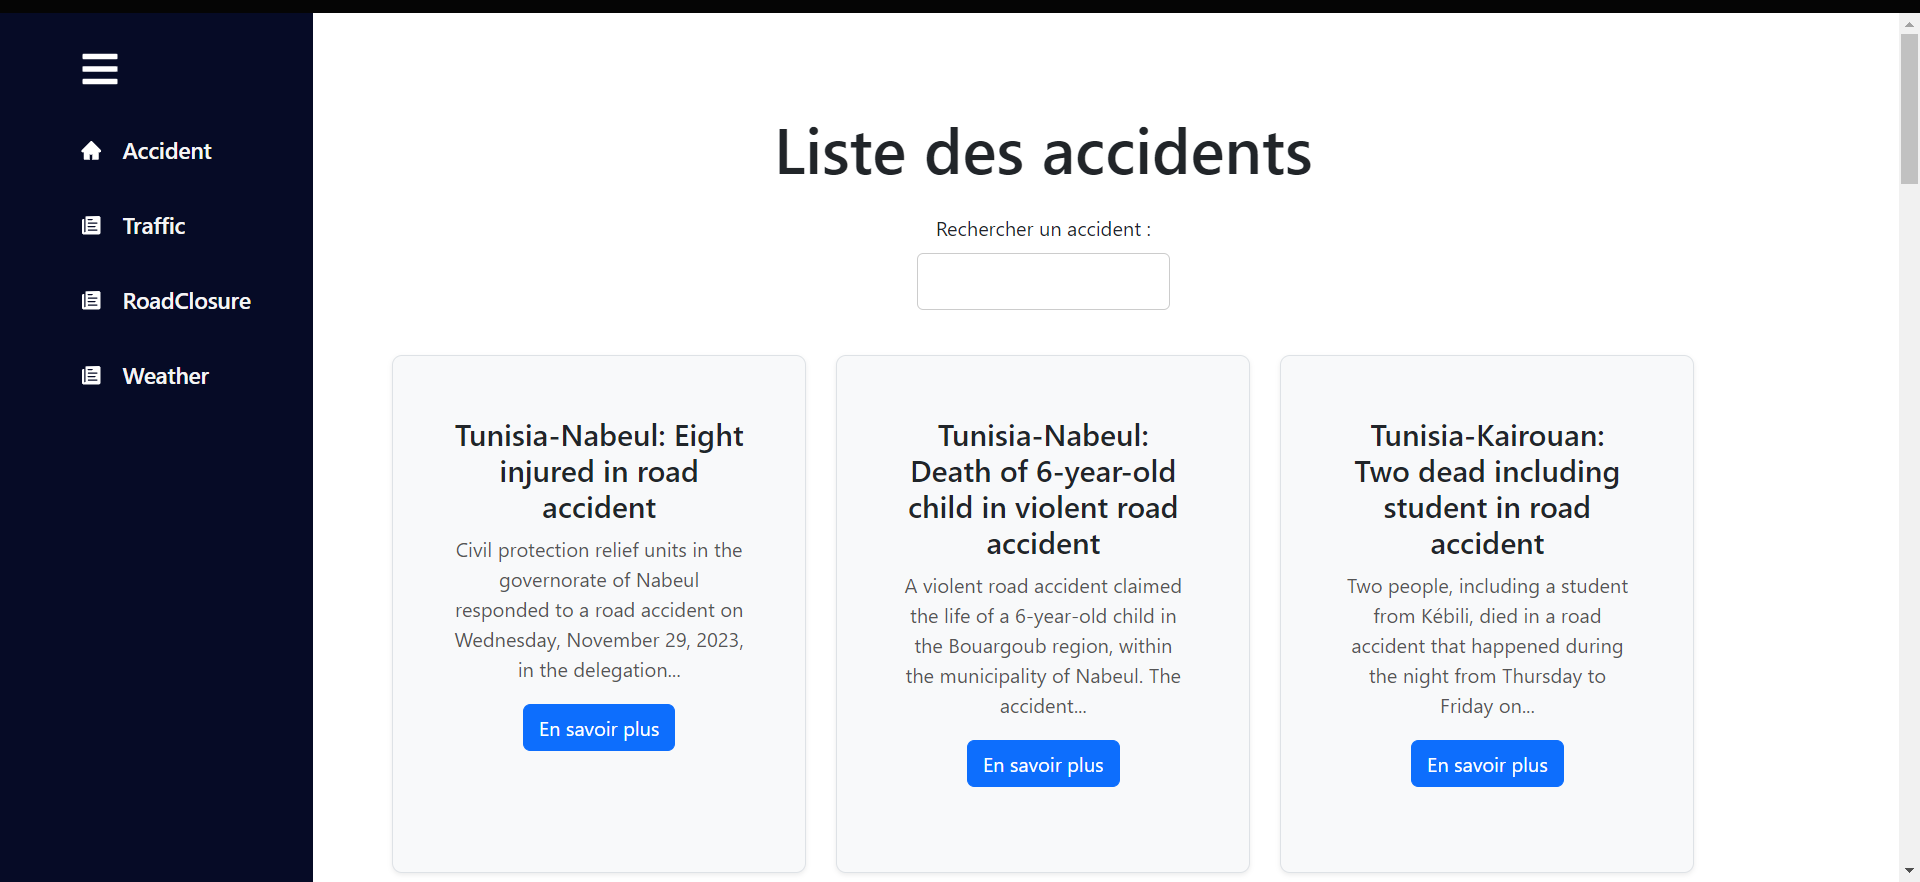 Accident
Traffic
RoadClosure
Weather
Liste des accidents
Rechercher un accident :
Tunisia-Nabeul: Eight
injured in road
accident
Civil protection relief units in the
governorate of Nabeul
responded to a road accident on
Wednesday, November 29, 2023,
in the delegation...
En savoir plus
Tunisia-Nabeul:
Death of 6-year-old
child in violent road
accident
A violent road accident claimed
the life of a 6-year-old child in
the Bouargoub region, within
the municipality of Nabeul. The
accident...
En savoir plus
Tunisia-Kairouan:
Two dead including
student in road
accident
Two people, including a student
from Kébili, died in a road
accident that happened during
the night from Thursday to
Friday on...
En savoir plus